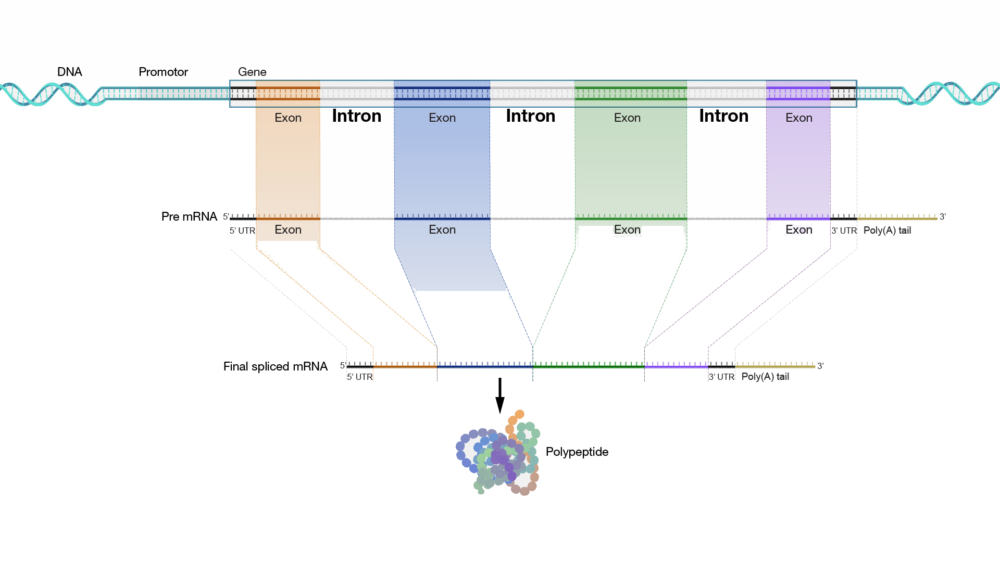 DNA Promotor Gene
Exon Intron Exon Intron Exon Intron Exon
Pre mRNA 5’ 3’
5’ UTR Exon Exon Exon Exon 3’ UTR Poly(A) tail
Final spliced mRNA 5’ 3’
5’ UTR 3’ UTR Poly(A) tail
Polypeptide